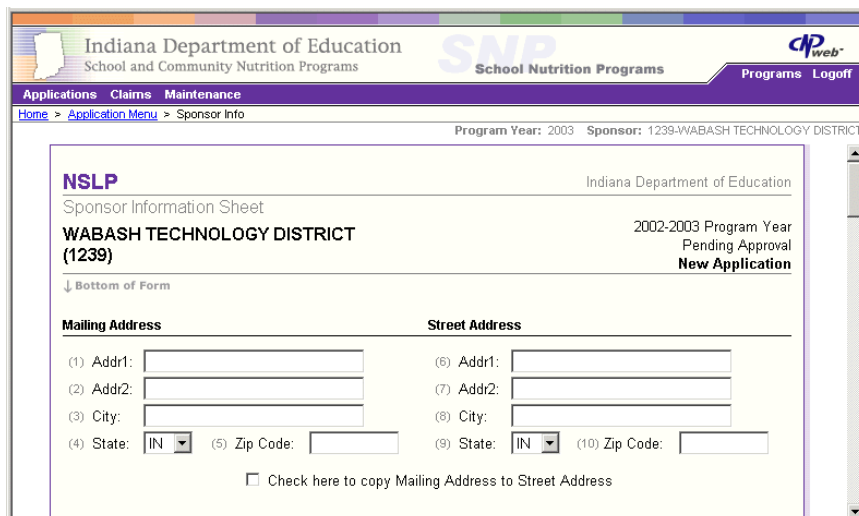 Indiana Department of Education
School and Community Nutrition Programs
SNP
School Nutrition Programs
CNPweb
Programs Logoff
Applications Claims Maintenance
Home > Application Menu > Sponsor Info
Program Year: 2003 Sponsor: 1239-WABASH TECHNOLOGY DISTRICT
NSLP Indiana Department of Education
Sponsor Information Sheet
WABASH TECHNOLOGY DISTRICT
(1239)
2002-2003 Program Year
Pending Approval
New Application
↓ Bottom of Form
Mailing Address Street Address
(1) Addr1: (6) Addr1:
(2) Addr2: (7) Addr2:
(3) City: (8) City:
(4) State: IN (5) Zip Code: (9) State: IN (10) Zip Code:
Check here to copy Mailing Address to Street Address